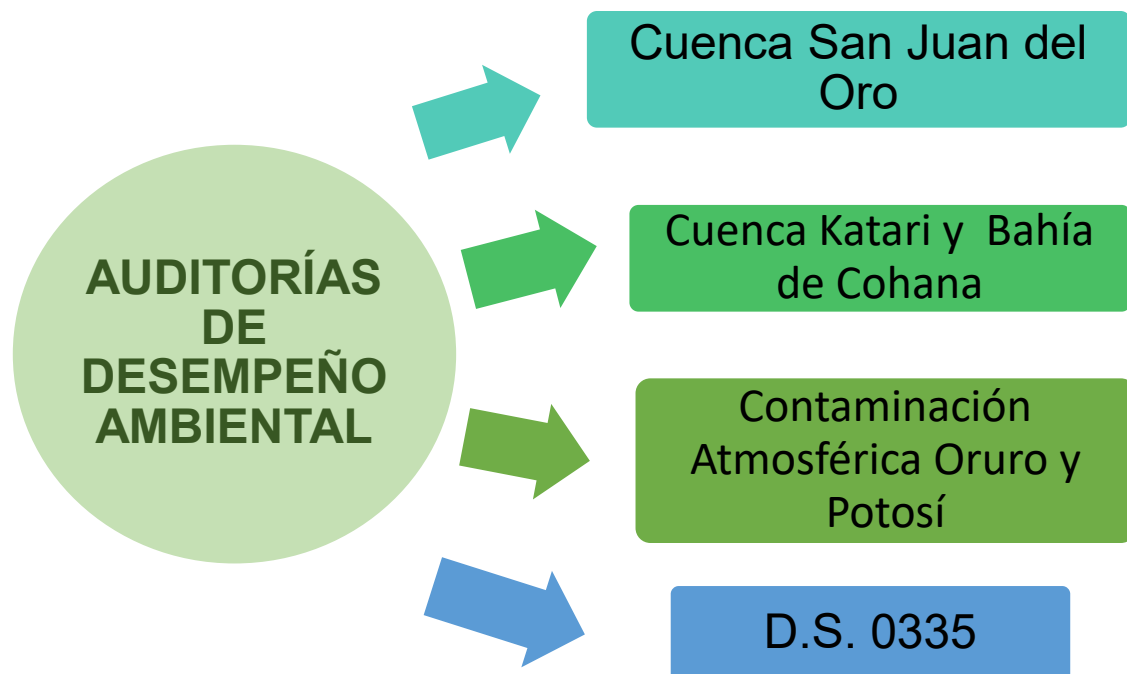 AUDITORÍAS
DE
DESEMPEÑO
AMBIENTAL
Cuenca San Juan del
Oro
Cuenca Katari y  Bahía
de Cohana
Contaminación
Atmosférica Oruro y
Potosí
D.S. 0335